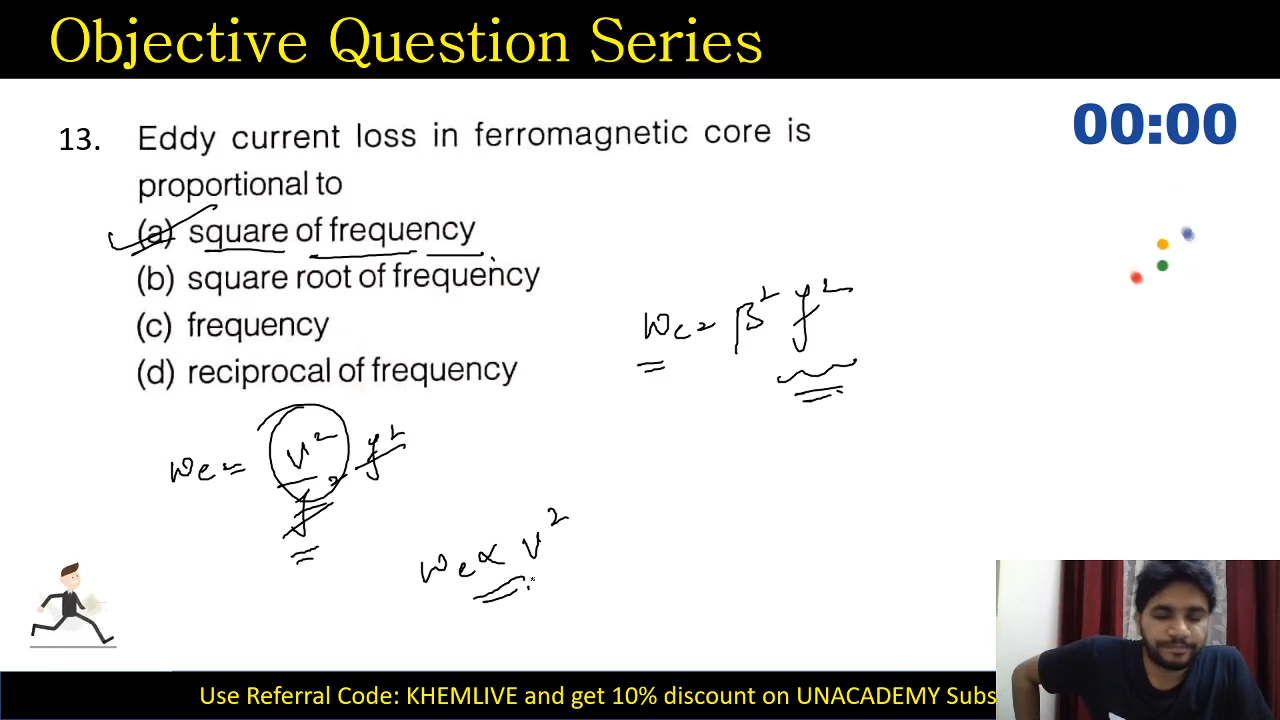 Objective Question Series
00:00
13. Eddy current loss in ferromagnetic core is
proportional to
(a) square of frequency
(b) square root of frequency
(c) frequency
(d) reciprocal of frequency
We = B² f²
We = V²/f² f²
We ∝ V²
Use Referral Code: KHEMLIVE and get 10% discount on UNACADEMY Subs